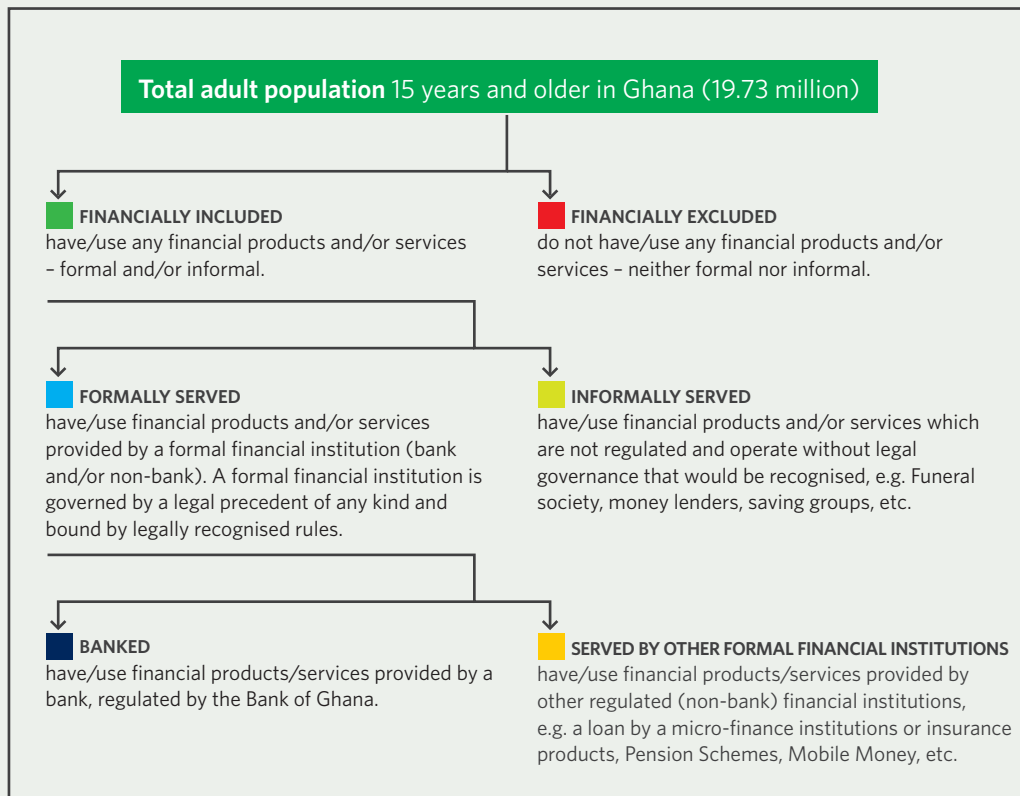 Total adult population 15 years and older in Ghana (19.73 million)
FINANCIALLY INCLUDED
have/use any financial products and/or services
– formal and/or informal.
FINANCIALLY EXCLUDED
do not have/use any financial products and/or
services – neither formal nor informal.
FORMALLY SERVED
have/use financial products and/or services
provided by a formal financial institution (bank
and/or non-bank). A formal financial institution is
governed by a legal precedent of any kind and
bound by legally recognised rules.
INFORMALLY SERVED
have/use financial products and/or services which
are not regulated and operate without legal
governance that would be recognised, e.g. Funeral
society, money lenders, saving groups, etc.
BANKED
have/use financial products/services provided by a
bank, regulated by the Bank of Ghana.
SERVED BY OTHER FORMAL FINANCIAL INSTITUTIONS
have/use financial products/services provided by
other regulated (non-bank) financial institutions,
e.g. a loan by a micro-finance institutions or insurance
products, Pension Schemes, Mobile Money, etc.